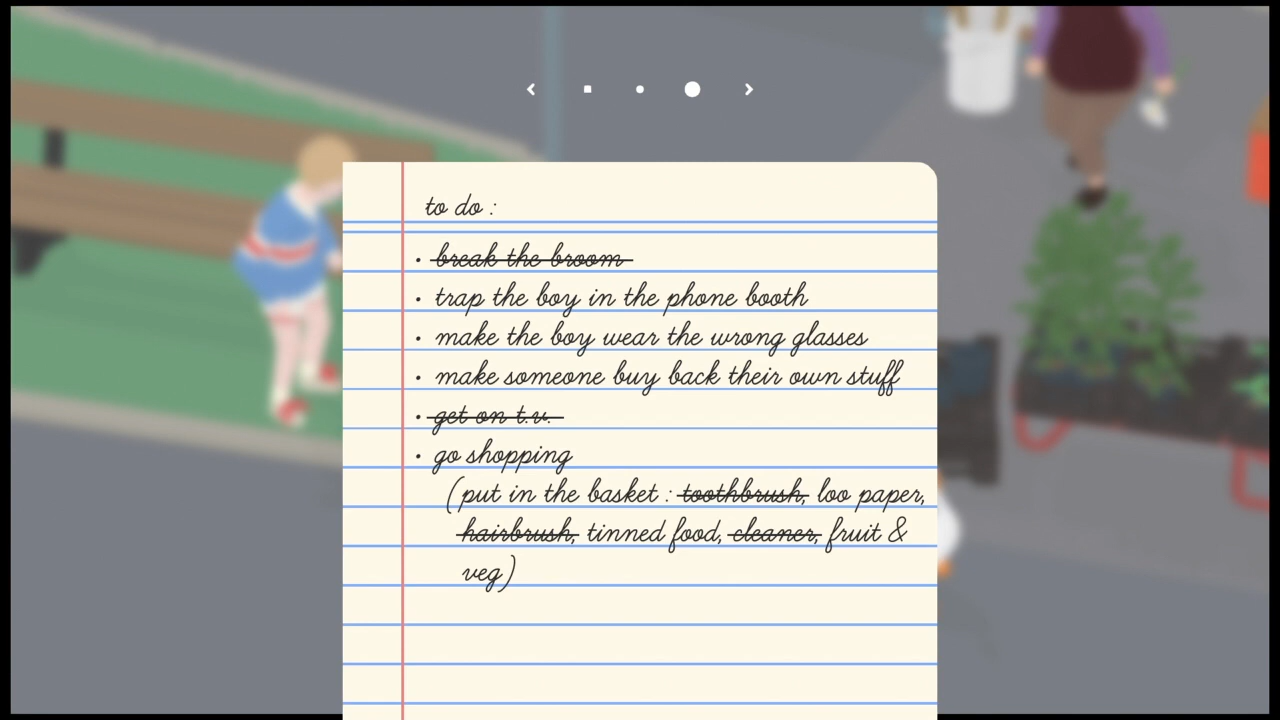 to do :
• break the broom
• trap the boy in the phone booth
• make the boy wear the wrong glasses
• make someone buy back their own stuff
• get on t.v.
• go shopping
(put in the basket : toothbrush, loo paper,
hairbrush, tinned food, cleaner, fruit &
veg)